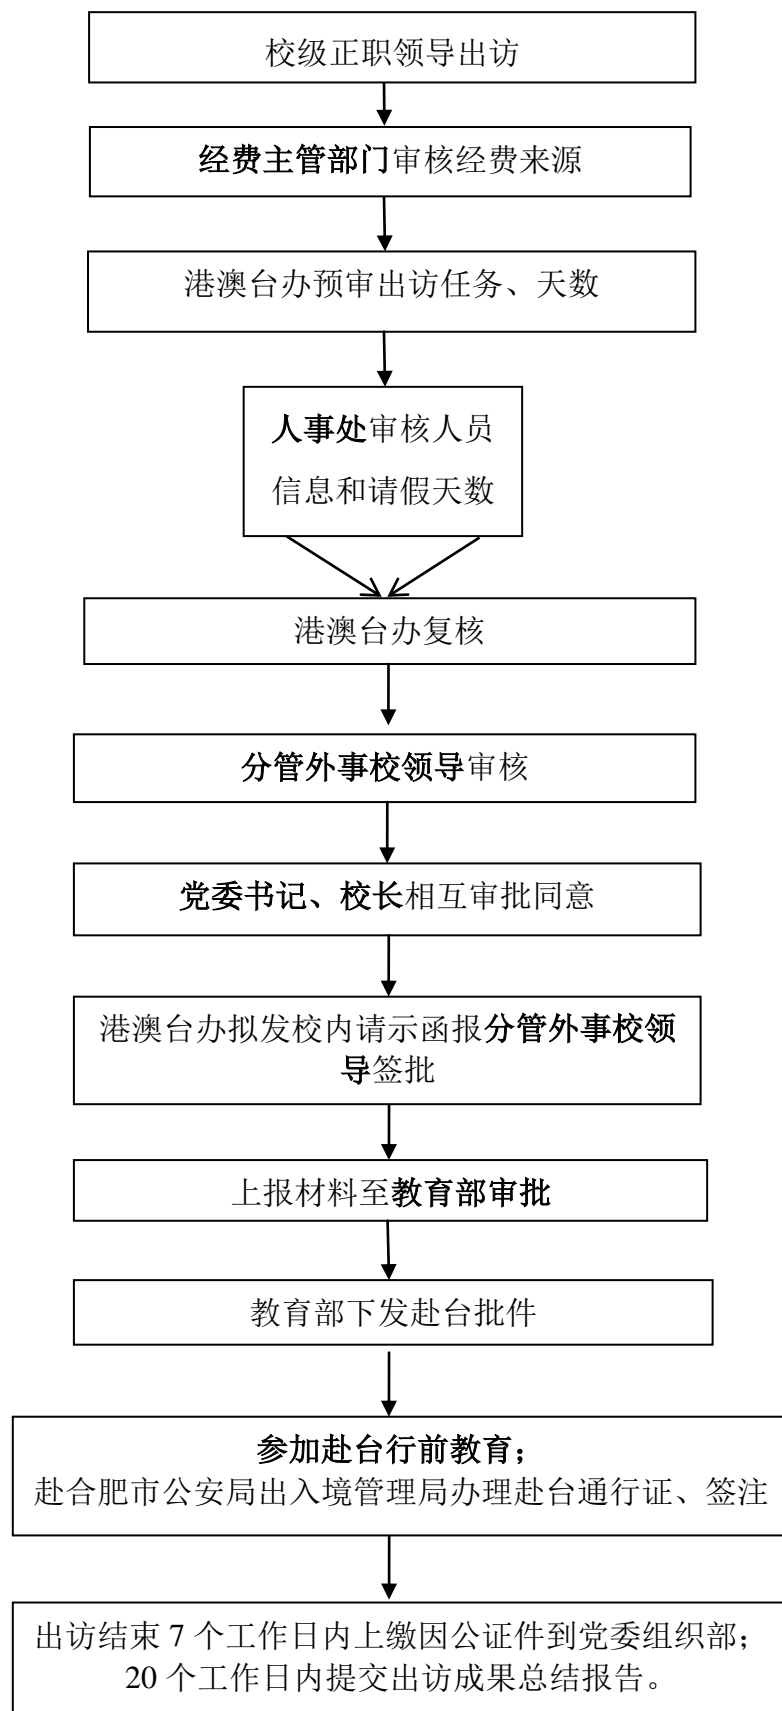 校级正职领导出访
经费主管部门审核经费来源
港澳台办预审出访任务、天数
人事处审核人员
信息和请假天数
港澳台办复核
分管外事校领导审核
党委书记、校长相互审批同意
港澳台办拟发校内请示函报分管外事校领
导签批
上报材料至教育部审批
教育部下发赴台批件
参加赴台行前教育；
赴合肥市公安局出入境管理局办理赴台通行证、签注
出访结束 7 个工作日内上缴因公证件到党委组织部；
20 个工作日内提交出访成果总结报告。